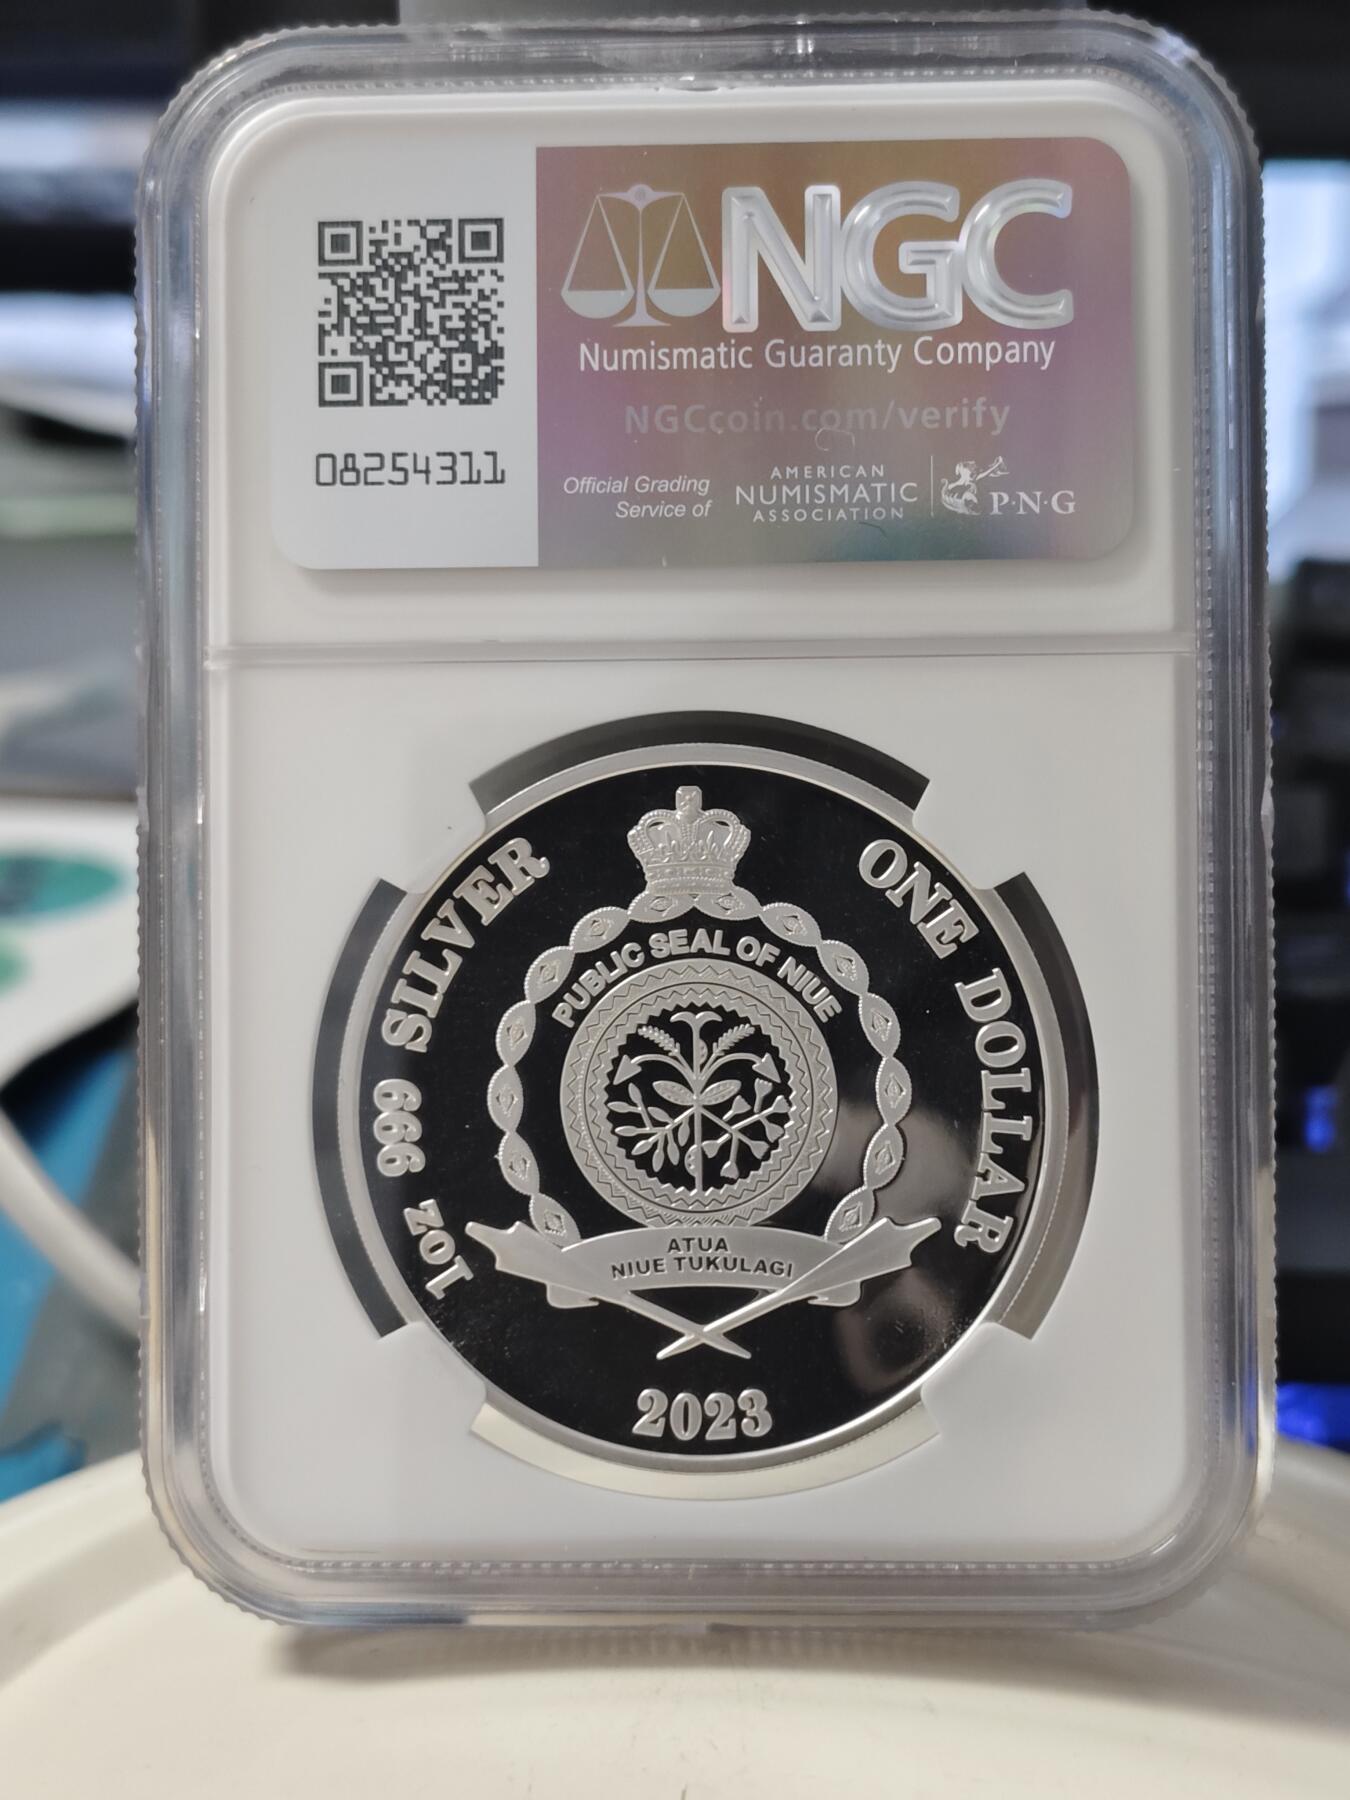 NGC
Numismatic Guaranty Company
NGCcoin.com/verify
Official Grading
Service of
AMERICAN
NUMISMATIC
ASSOCIATION
P·N·G
08254311
1oz 999 SILVER
ONE DOLLAR
PUBLIC SEAL OF NIUE
ATUA
NIUE TUKULAGI
2023